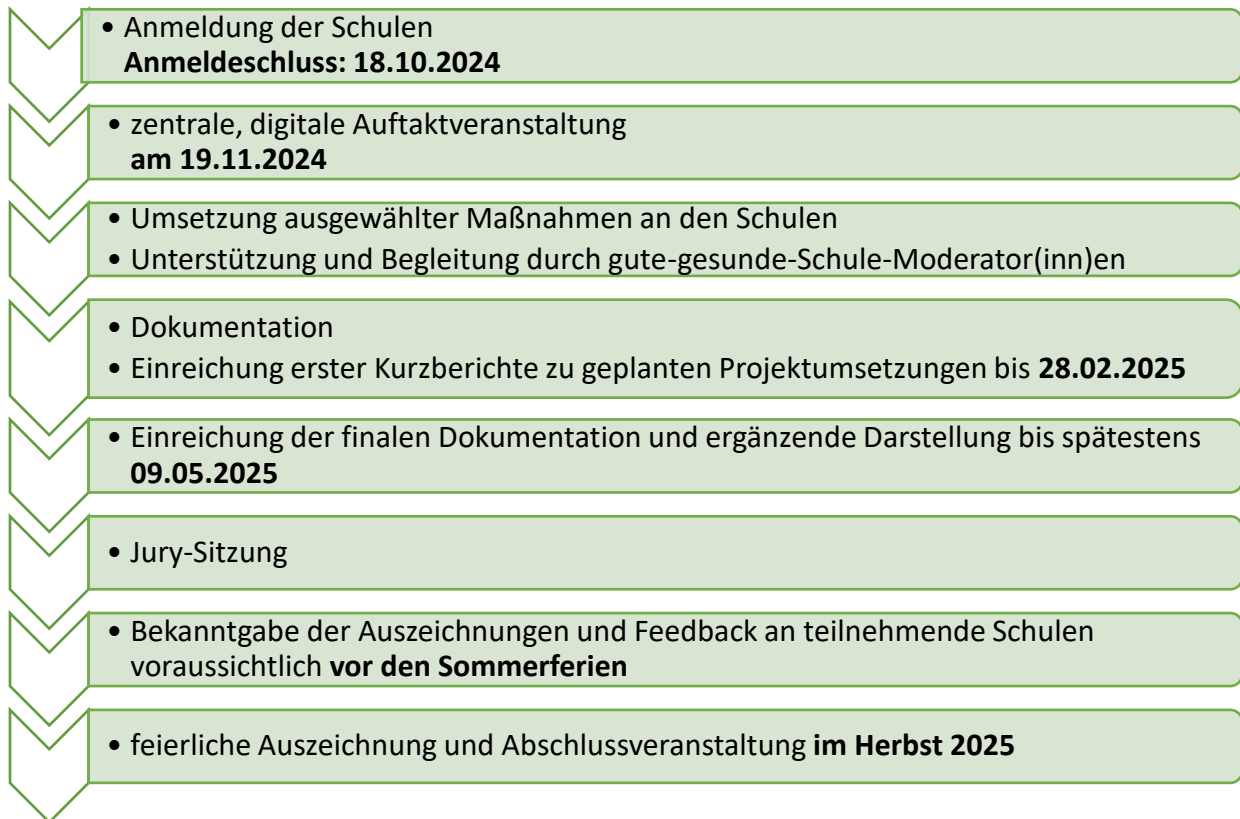 • Anmeldung der Schulen
Anmeldeschluss: 18.10.2024
• zentrale, digitale Auftaktveranstaltung
am 19.11.2024
• Umsetzung ausgewählter Maßnahmen an den Schulen
• Unterstützung und Begleitung durch gute-gesunde-Schule-Moderator(inn)en
• Dokumentation
• Einreichung erster Kurzberichte zu geplanten Projektumsetzungen bis 28.02.2025
• Einreichung der finalen Dokumentation und ergänzende Darstellung bis spätestens
09.05.2025
• Jury-Sitzung
• Bekanntgabe der Auszeichnungen und Feedback an teilnehmende Schulen
voraussichtlich vor den Sommerferien
• feierliche Auszeichnung und Abschlussveranstaltung im Herbst 2025